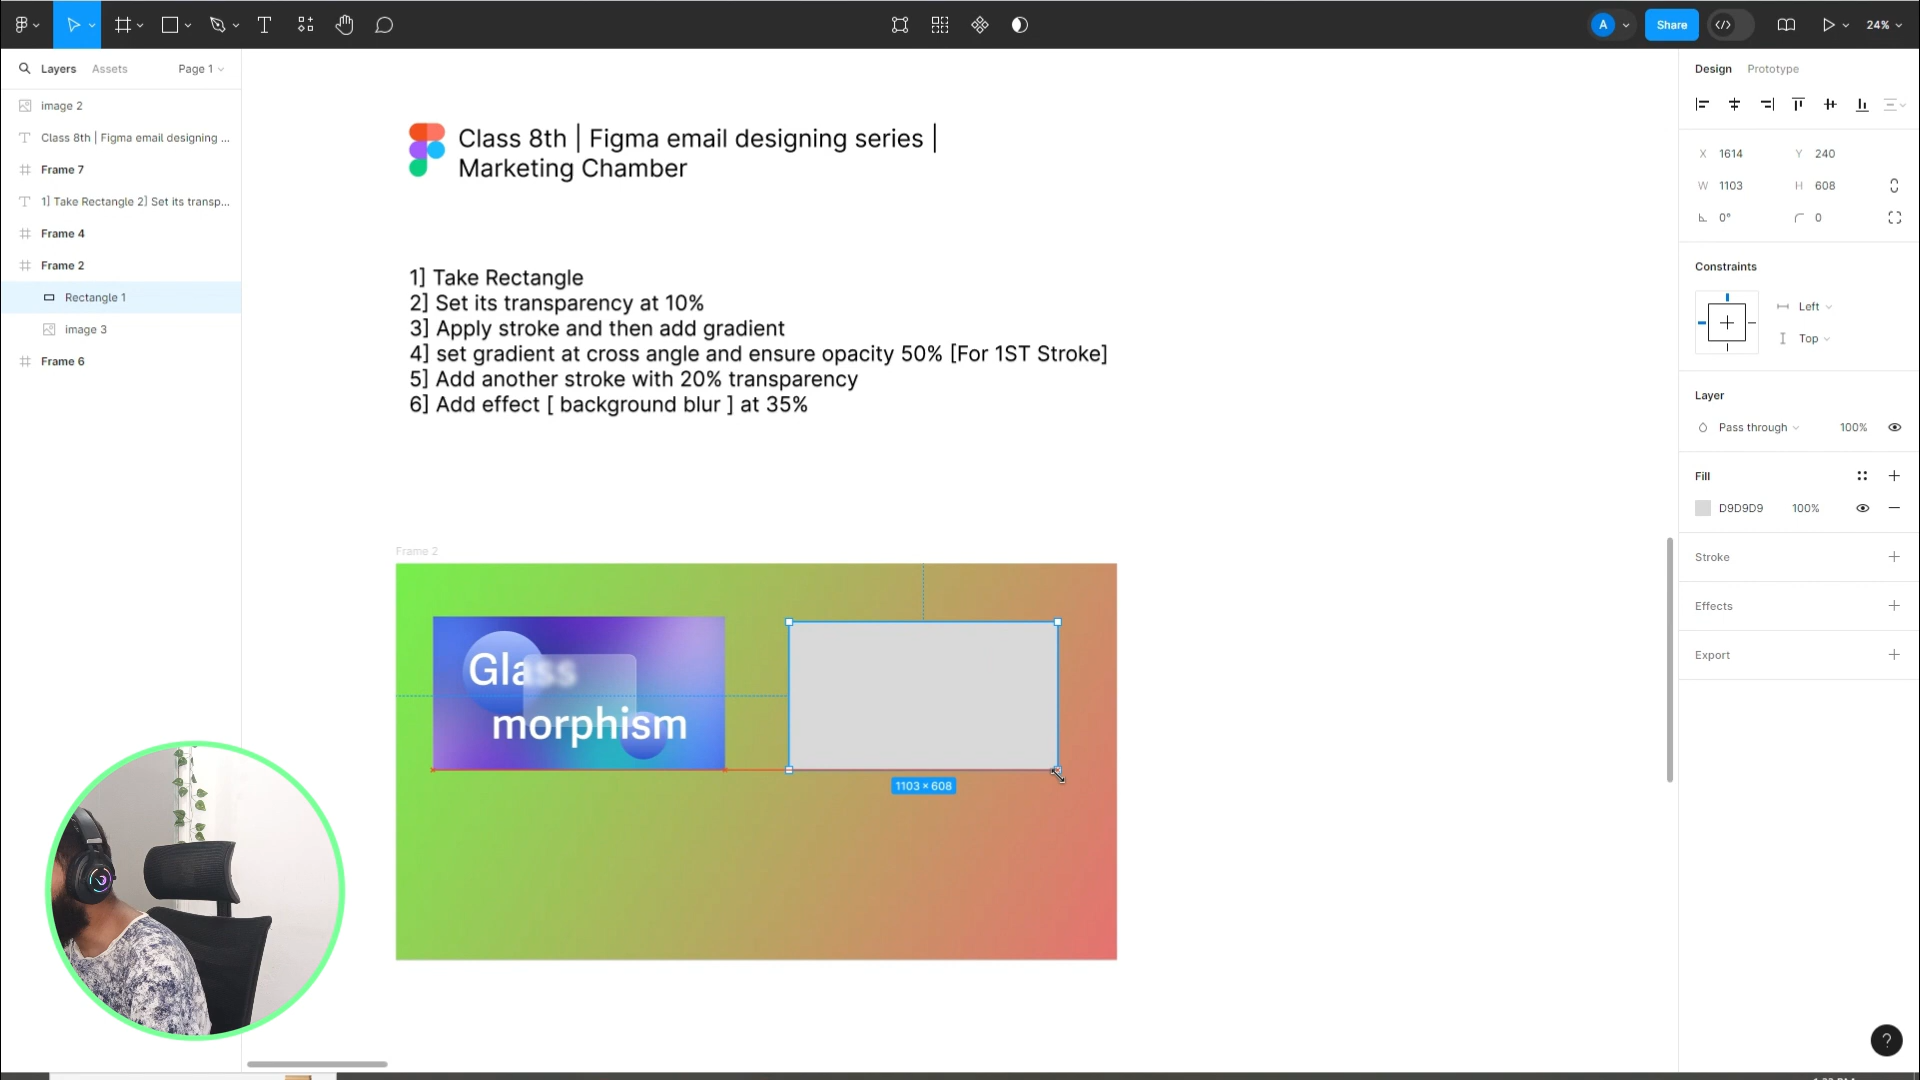 A
Share
24%
Layers
Assets
Page 1
image 2
Class 8th | Figma email designing ...
Frame 7
1] Take Rectangle 2] Set its transp...
Frame 4
Frame 2
Rectangle 1
image 3
Frame 6
Class 8th | Figma email designing series |
Marketing Chamber
1] Take Rectangle
2] Set its transparency at 10%
3] Apply stroke and then add gradient
4] set gradient at cross angle and ensure opacity 50% [For 1ST Stroke]
5] Add another stroke with 20% transparency
6] Add effect [ background blur ] at 35%
Frame 2
Glass
morphism
1103 × 608
Design
Prototype
X 1614
Y 240
W 1103
H 608
0°
0
Constraints
Left
Top
Layer
Pass through
100%
Fill
D9D9D9
100%
Stroke
Effects
Export
?